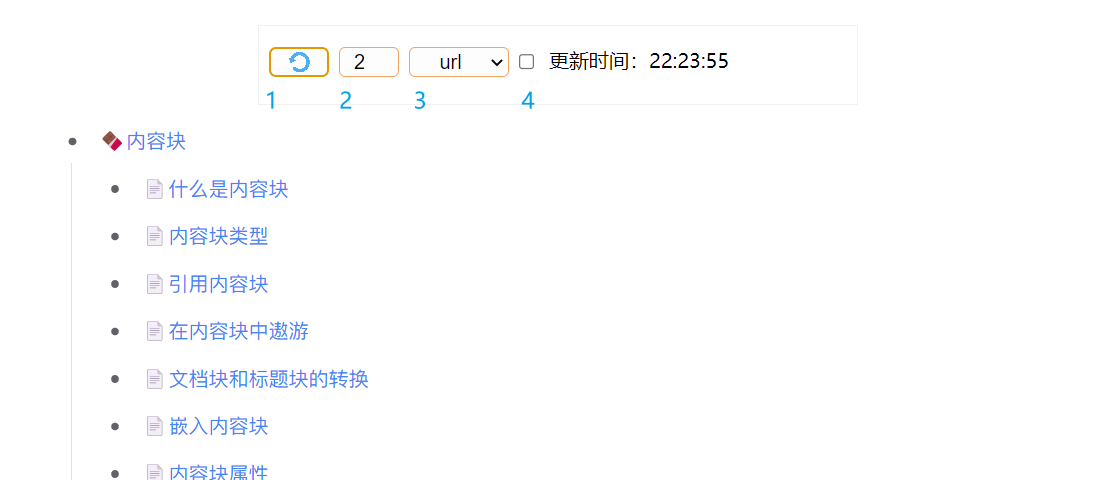 2 url 更新时间：22:23:55
1 2 3 4
内容块
什么是内容块
内容块类型
引用内容块
在内容块中遨游
文档块和标题块的转换
嵌入内容块
内容块属性